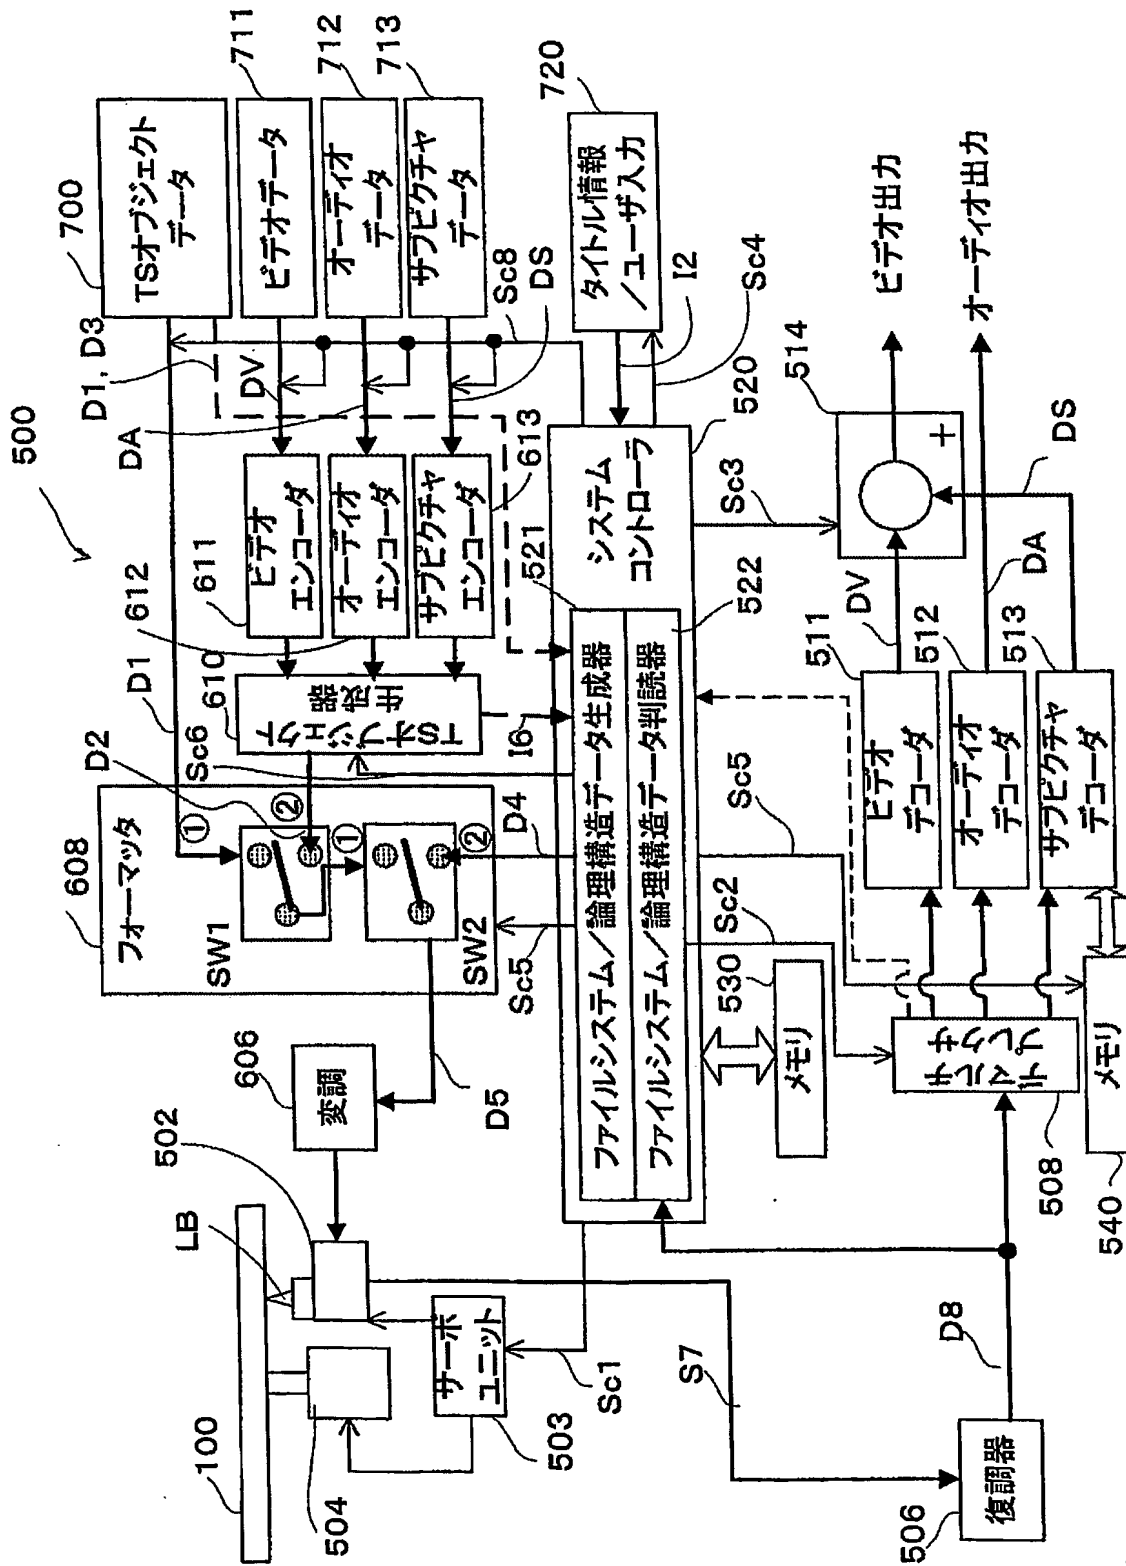 500
100
504
LB
502
503
サーボ
ユニット
Sc1
606
変調
D5
608
フォーマッタ
SW1
SW2
①
②
①
②
D1
D2
Sc6
Sc5
D4
610
TSオブジェクト
生成器
I6
611
ビデオ
エンコーダ
612
オーディオ
エンコーダ
613
サブピクチャ
エンコーダ
DV
DA
DS
D1, D3
Sc8
700
TSオブジェクト
データ
711
ビデオデータ
712
オーディオ
データ
713
サブピクチャ
データ
720
タイトル情報
/ユーザ入力
I2
Sc4
520
システム
コントローラ
521
ファイルシステム/論理構造データ生成器
522
ファイルシステム/論理構造データ判読器
530
メモリ
Sc2
Sc5
Sc3
S7
506
復調器
D8
508
デマルチ
プレクサ
540
メモリ
511
ビデオ
デコーダ
512
オーディオ
デコーダ
513
サブピクチャ
デコーダ
DV
DA
DS
514
+
ビデオ出力
オーディオ出力